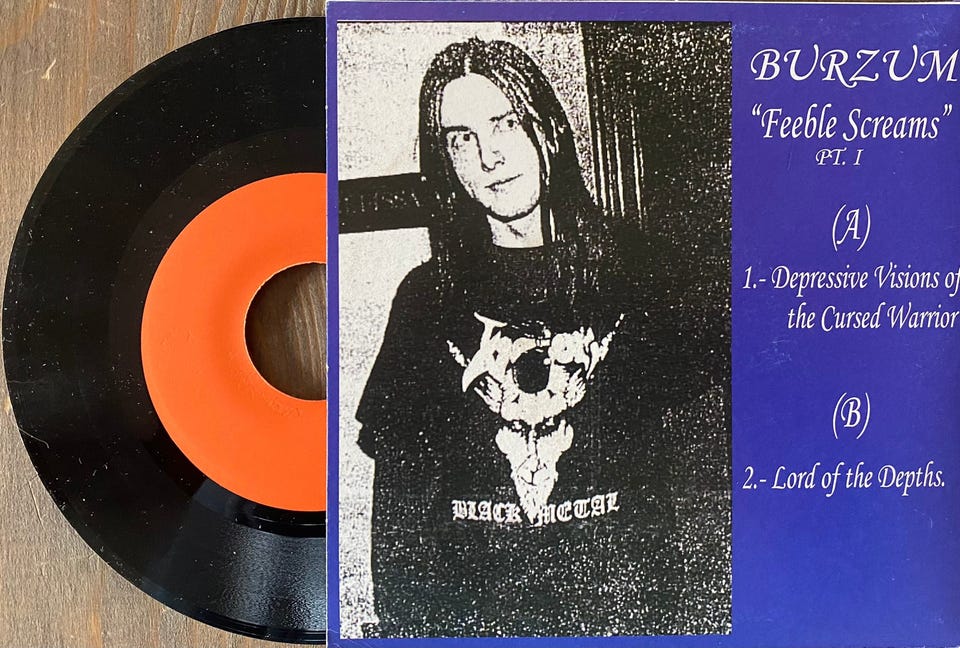 BURZUM
“Feeble Screams”
PT. I
(A)
1.- Depressive Visions of
the Cursed Warrior
(B)
2.- Lord of the Depths.
BLACK METAL